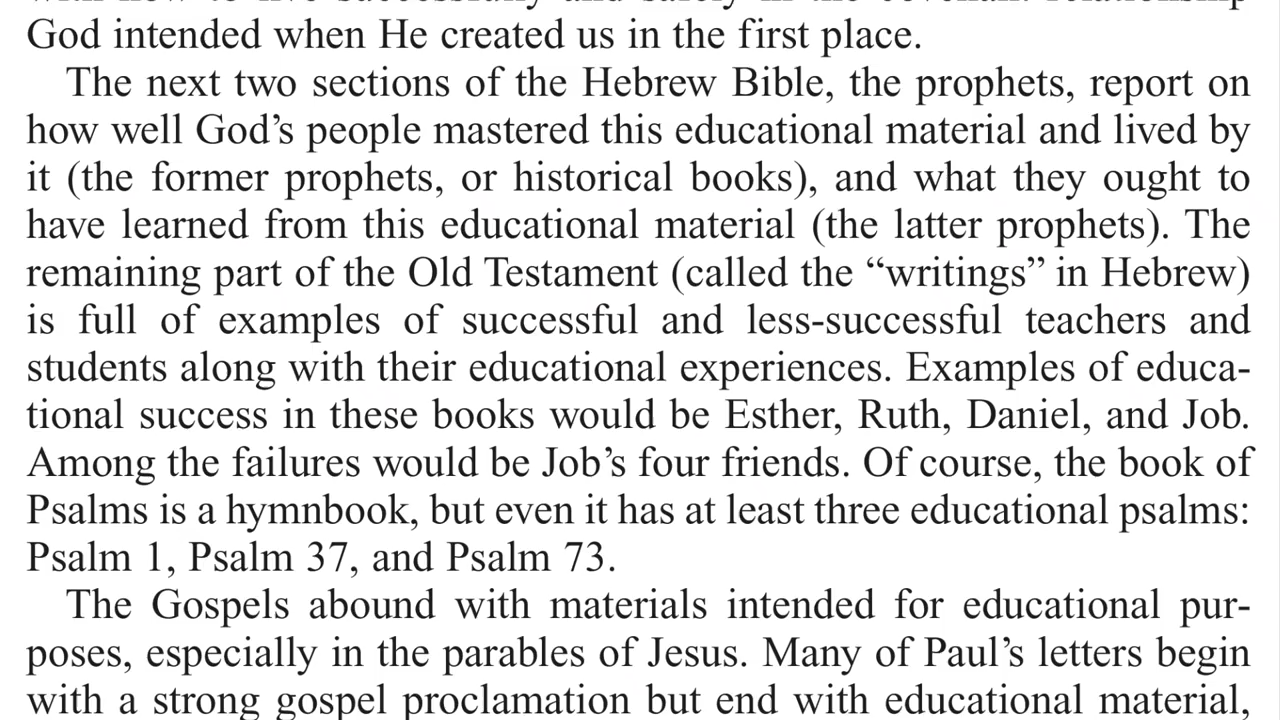 God intended when He created us in the first place.
The next two sections of the Hebrew Bible, the prophets, report on
how well God’s people mastered this educational material and lived by
it (the former prophets, or historical books), and what they ought to
have learned from this educational material (the latter prophets). The
remaining part of the Old Testament (called the “writings” in Hebrew)
is full of examples of successful and less-successful teachers and
students along with their educational experiences. Examples of educa-
tional success in these books would be Esther, Ruth, Daniel, and Job.
Among the failures would be Job’s four friends. Of course, the book of
Psalms is a hymnbook, but even it has at least three educational psalms:
Psalm 1, Psalm 37, and Psalm 73.
The Gospels abound with materials intended for educational pur-
poses, especially in the parables of Jesus. Many of Paul’s letters begin
with a strong gospel proclamation but end with educational material,